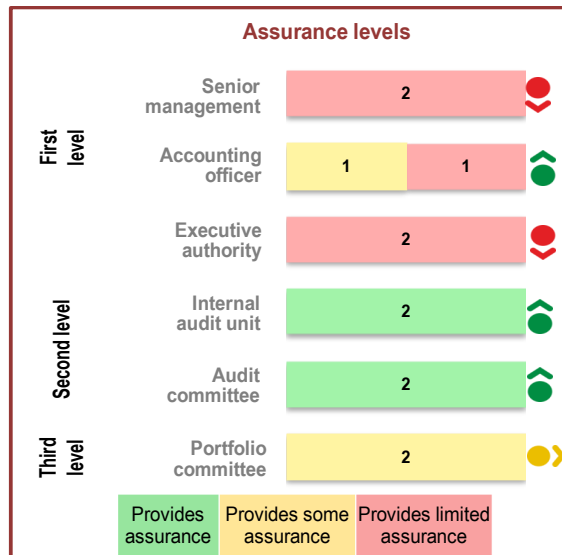 Assurance levels
First
level
Senior
management
2
Accounting
officer
1 1
Executive
authority
2
Second level
Internal
audit unit
2
Audit
committee
2
Third
level
Portfolio
committee
2
Provides
assurance
Provides some
assurance
Provides limited
assurance